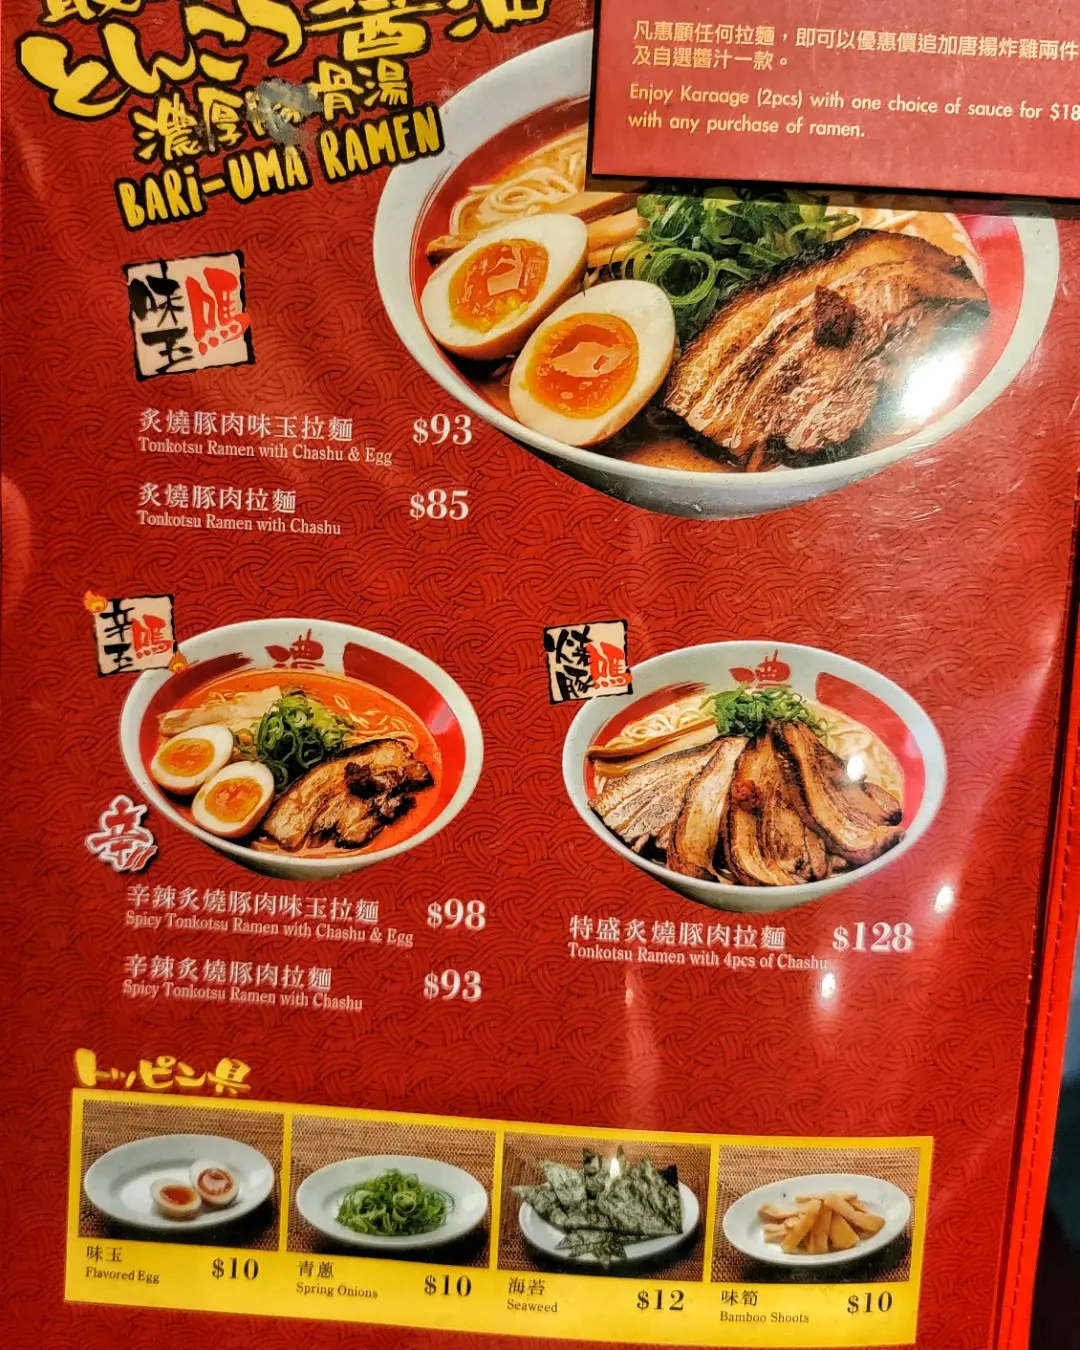 とんこつ醤油
濃厚豚骨湯
BARI-UMA RAMEN
凡惠顧任何拉麵，即可以優惠價追加唐揚炸雞兩件
及自選醬汁一款。
Enjoy Karaage (2pcs) with one choice of sauce for $18
with any purchase of ramen.
味玉 嗎
炙燒豚肉味玉拉麵 $93
Tonkotsu Ramen with Chashu & Egg
炙燒豚肉拉麵 $85
Tonkotsu Ramen with Chashu
辛玉 嗎
燒豚 嗎
濃
濃
辛
辛辣炙燒豚肉味玉拉麵 $98
Spicy Tonkotsu Ramen with Chashu & Egg
辛辣炙燒豚肉拉麵 $93
Spicy Tonkotsu Ramen with Chashu
特盛炙燒豚肉拉麵 $128
Tonkotsu Ramen with 4pcs of Chashu
トッピン具
味玉 $10
Flavored Egg
青蔥 $10
Spring Onions
海苔 $12
Seaweed
味筍 $10
Bamboo Shoots